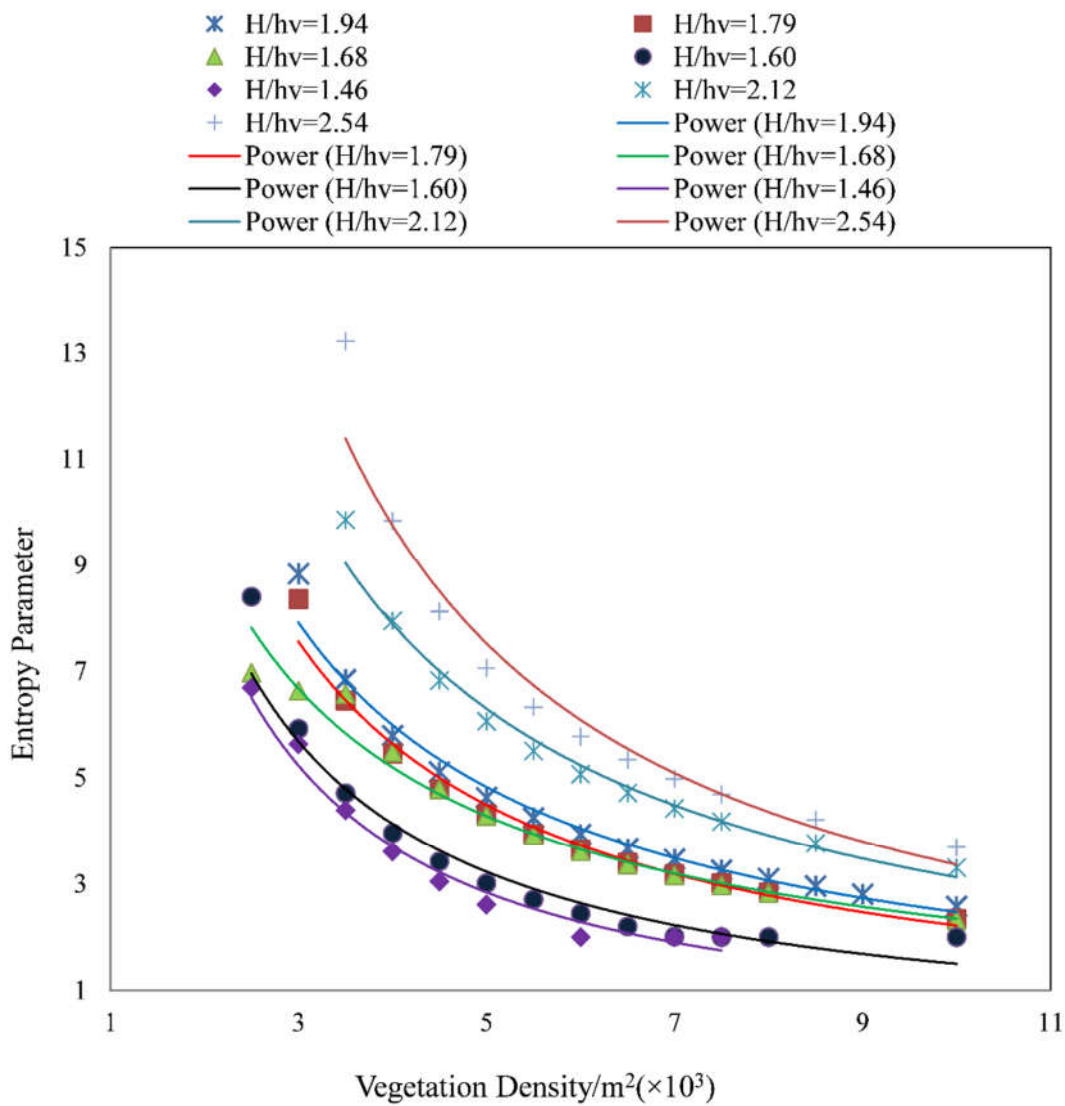 H/hv=1.94 H/hv=1.79
H/hv=1.68 H/hv=1.60
H/hv=1.46 H/hv=2.12
H/hv=2.54 Power (H/hv=1.94)
Power (H/hv=1.79) Power (H/hv=1.68)
Power (H/hv=1.60) Power (H/hv=1.46)
Power (H/hv=2.12) Power (H/hv=2.54)
15
13
11
9
7
5
3
1
Entropy Parameter
1 3 5 7 9 11
Vegetation Density/m²(×10³)